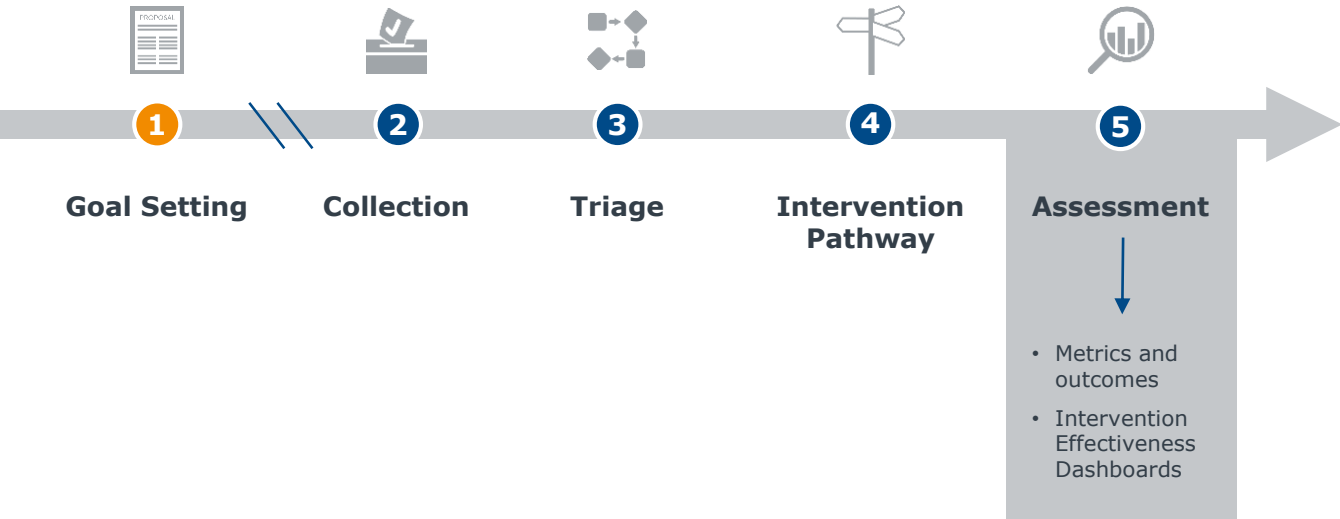 PROPOSAL
1
2
3
4
5
Goal Setting
Collection
Triage
Intervention
Pathway
Assessment
• Metrics and
outcomes
• Intervention
Effectiveness
Dashboards